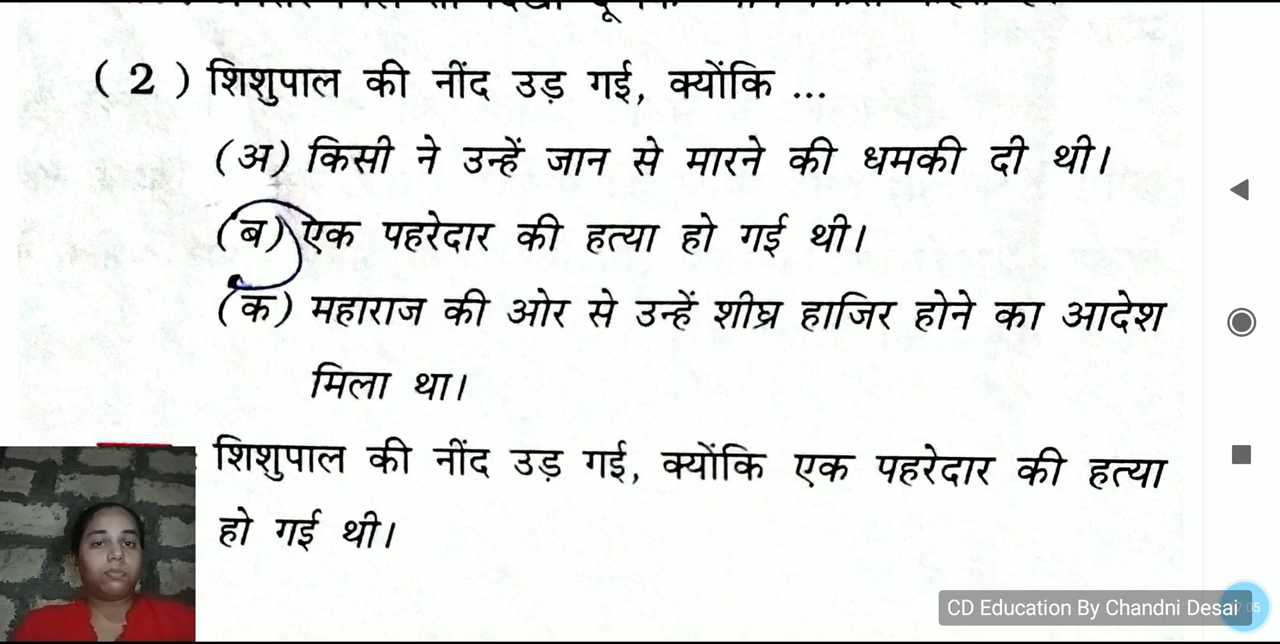 ( 2 ) शिशुपाल की नींद उड़ गई, क्योंकि ...
(अ) किसी ने उन्हें जान से मारने की धमकी दी थी।
(ब) एक पहरेदार की हत्या हो गई थी।
(क) महाराज की ओर से उन्हें शीघ्र हाजिर होने का आदेश
मिला था।
शिशुपाल की नींद उड़ गई, क्योंकि एक पहरेदार की हत्या
हो गई थी।
CD Education By Chandni Desai